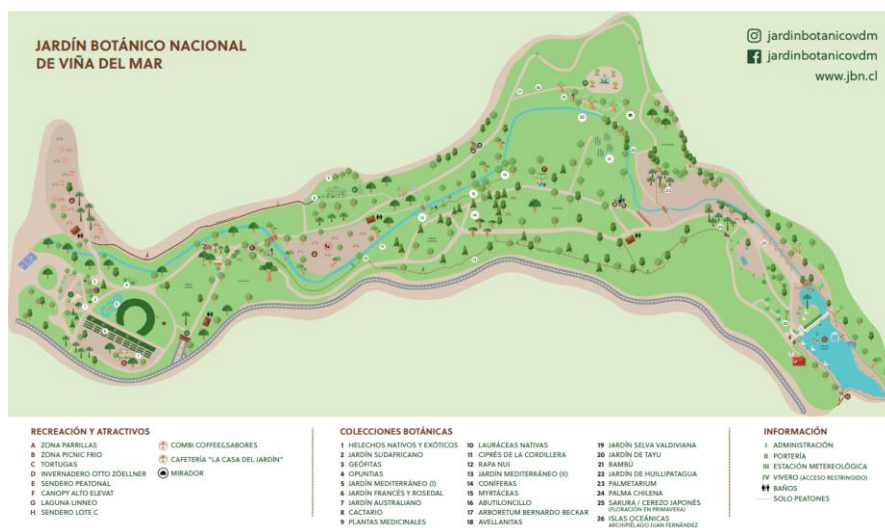 JARDÍN BOTÁNICO NACIONAL
DE VIÑA DEL MAR
jardinbotanicovdm
jardinbotanicovdm
www.jbn.cl
RECREACIÓN Y ATRACTIVOS
A ZONA PARRILLAS
B ZONA PICNIC FRIO
C TORTUGAS
D INVERNADERO OTTO ZÖELLNER
E SENDERO PEATONAL
F CANOPY ALTO ELEVAT
G LAGUNA LINNEO
H SENDERO LOTE C
COMBI COFFEE&SABORES
CAFETERÍA "LA CASA DEL JARDÍN"
MIRADOR
COLECCIONES BOTÁNICAS
1 HELECHOS NATIVOS Y EXÓTICOS
2 JARDÍN SUDAFRICANO
3 GEÓFITAS
4 OPUNTIAS
5 JARDÍN MEDITERRÁNEO (I)
6 JARDÍN FRANCÉS Y ROSEDAL
7 JARDÍN AUSTRALIANO
8 CACTARIO
9 PLANTAS MEDICINALES
10 LAURÁCEAS NATIVAS
11 CIPRÉS DE LA CORDILLERA
12 RAPA NUI
13 JARDÍN MEDITERRÁNEO (II)
14 CONÍFERAS
15 MYRTÁCEAS
16 ABUTILONCILLO
17 ARBORETUM BERNARDO BECKAR
18 AVELLANITAS
19 JARDÍN SELVA VALDIVIANA
20 JARDÍN DE TAYU
21 BAMBÚ
22 JARDÍN DE HUILLIPATAGUA
23 PALMETARIUM
24 PALMA CHILENA
25 SAKURA / CEREZO JAPONÉS
(FLORACIÓN EN PRIMAVERA)
26 ISLAS OCEÁNICAS
ARCHIPIÉLAGO JUAN FERNÁNDEZ
INFORMACIÓN
I ADMINISTRACIÓN
II PORTERÍA
III ESTACIÓN METEREOLÓGICA
IV VIVERO (ACCESO RESTRINGIDO)
BAÑOS
SOLO PEATONES